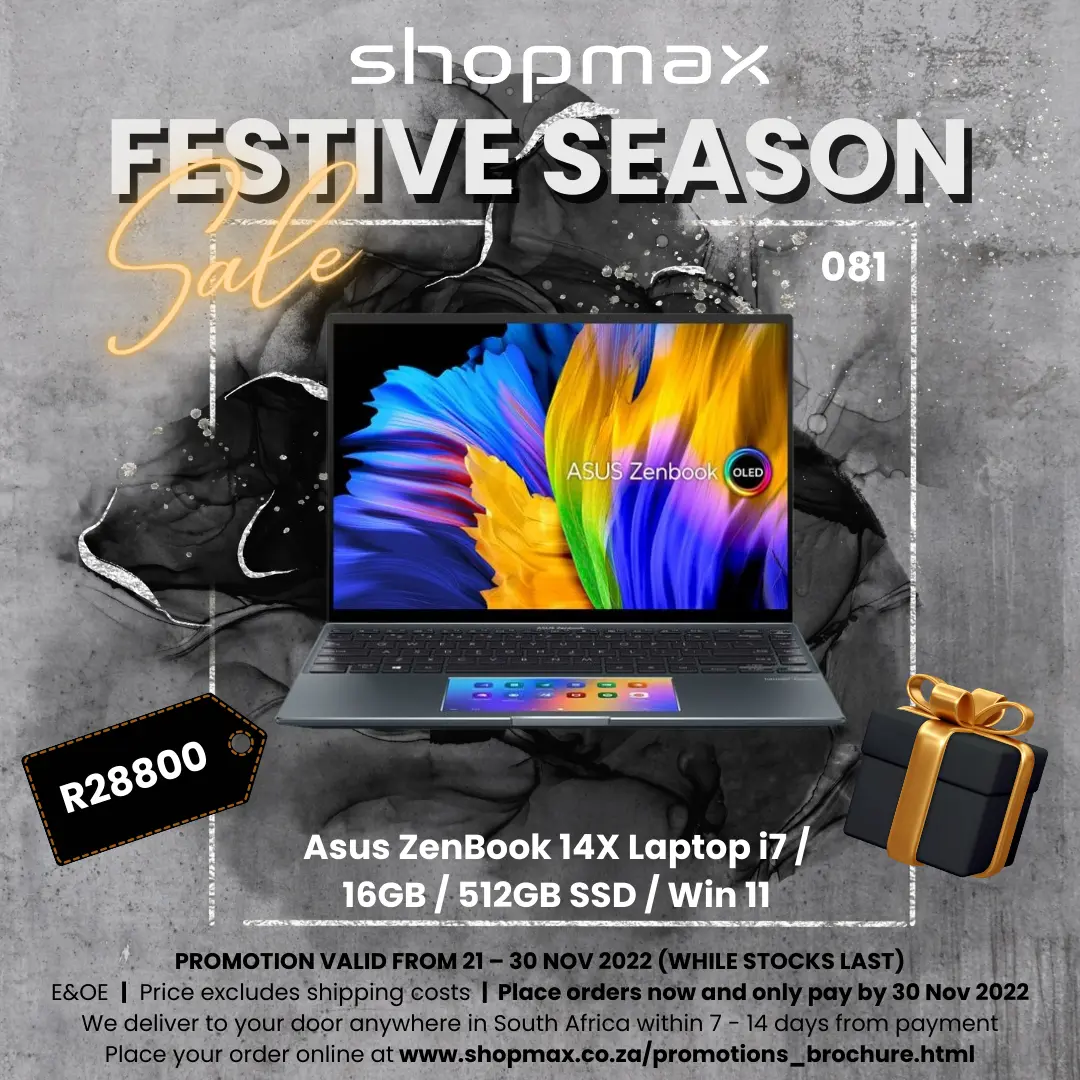 shopmax
FESTIVE SEASON
Sale
081
ASUS Zenbook OLED
R28800
Asus ZenBook 14X Laptop i7 /
16GB / 512GB SSD / Win 11
PROMOTION VALID FROM 21 – 30 NOV 2022 (WHILE STOCKS LAST)
E&OE | Price excludes shipping costs | Place orders now and only pay by 30 Nov 2022
We deliver to your door anywhere in South Africa within 7 - 14 days from payment
Place your order online at www.shopmax.co.za/promotions_brochure.html